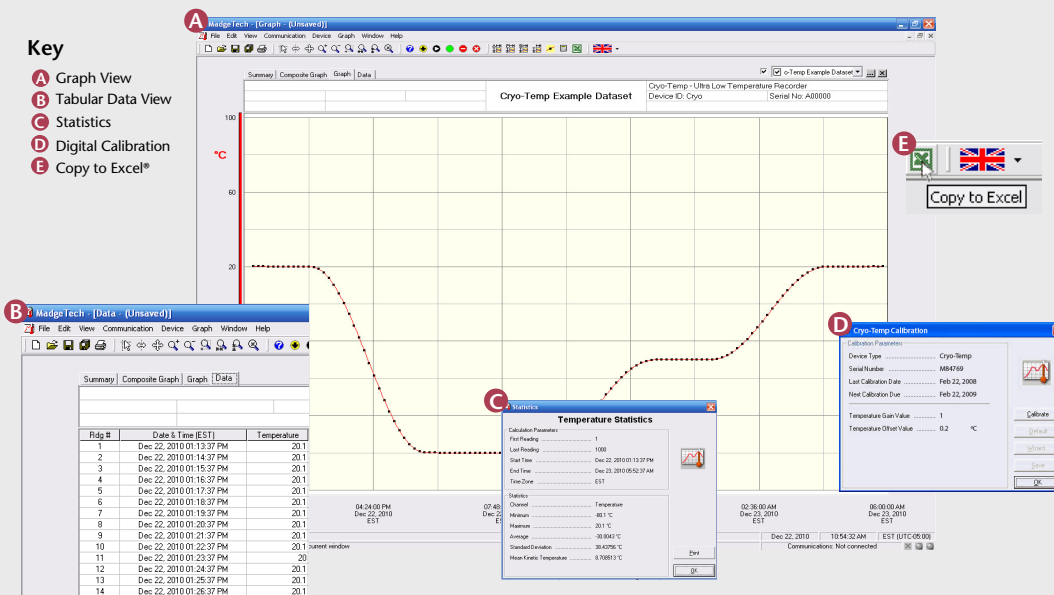 Key
A Graph View
B Tabular Data View
C Statistics
D Digital Calibration
E Copy to Excel®
A
MadgeTech - [Graph - (Unsaved)]
File Edit View Communication Device Graph Window Help
Summary Composite Graph Graph Data
o-Temp Example Dataset
Cryo-Temp Example Dataset
Cryo-Temp - Ultra Low Temperature Recorder
Device ID: Cryo Serial No: A00000
100
°C
60
20
04:24:00 PM
Dec 22, 2010
EST
07:48:
Dec 2
E
02:36:00 AM
Dec 23, 2010
EST
06:00:00 AM
Dec 23, 2010
EST
current window
Dec 22, 2010 10:54:32 AM EST (UTC-05:00)
Communications: Not connected
E
Copy to Excel
B
MadgeTech - [Data - (Unsaved)]
File Edit View Communication Device Graph Window Help
Summary Composite Graph Graph Data
Rdg # Date & Time (EST) Temperature
1 Dec 22, 2010 01:13:37 PM 20.1
2 Dec 22, 2010 01:14:37 PM 20.1
3 Dec 22, 2010 01:15:37 PM 20.1
4 Dec 22, 2010 01:16:37 PM 20.1
5 Dec 22, 2010 01:17:37 PM 20.1
6 Dec 22, 2010 01:18:37 PM 20.1
7 Dec 22, 2010 01:19:37 PM 20.1
8 Dec 22, 2010 01:20:37 PM 20.1
9 Dec 22, 2010 01:21:37 PM 20.1
10 Dec 22, 2010 01:22:37 PM 20.1
11 Dec 22, 2010 01:23:37 PM 20
12 Dec 22, 2010 01:24:37 PM 20.1
13 Dec 22, 2010 01:25:37 PM 20.1
14 Dec 22, 2010 01:26:37 PM 20.1
C
Statistics
Temperature Statistics
Calculation Parameters
First Reading 1
Last Reading 1000
Start Time Dec 22, 2010 01:13:37 PM
End Time Dec 23, 2010 05:52:37 AM
Time Zone EST
Statistics
Channel Temperature
Minimum -80.1 °C
Maximum 20.1 °C
Average -30.0043 °C
Standard Deviation 38.43756 °C
Mean Kinetic Temperature 8.708513 °C
Print
OK
D
Cryo-Temp Calibration
Calibration Parameters
Device Type Cryo-Temp
Serial Number M84769
Last Calibration Date Feb 22, 2008
Next Calibration Due Feb 22, 2009
Temperature Gain Value 1
Temperature Offset Value 0.2 °C
Calibrate
Default
Wizard
Save
OK